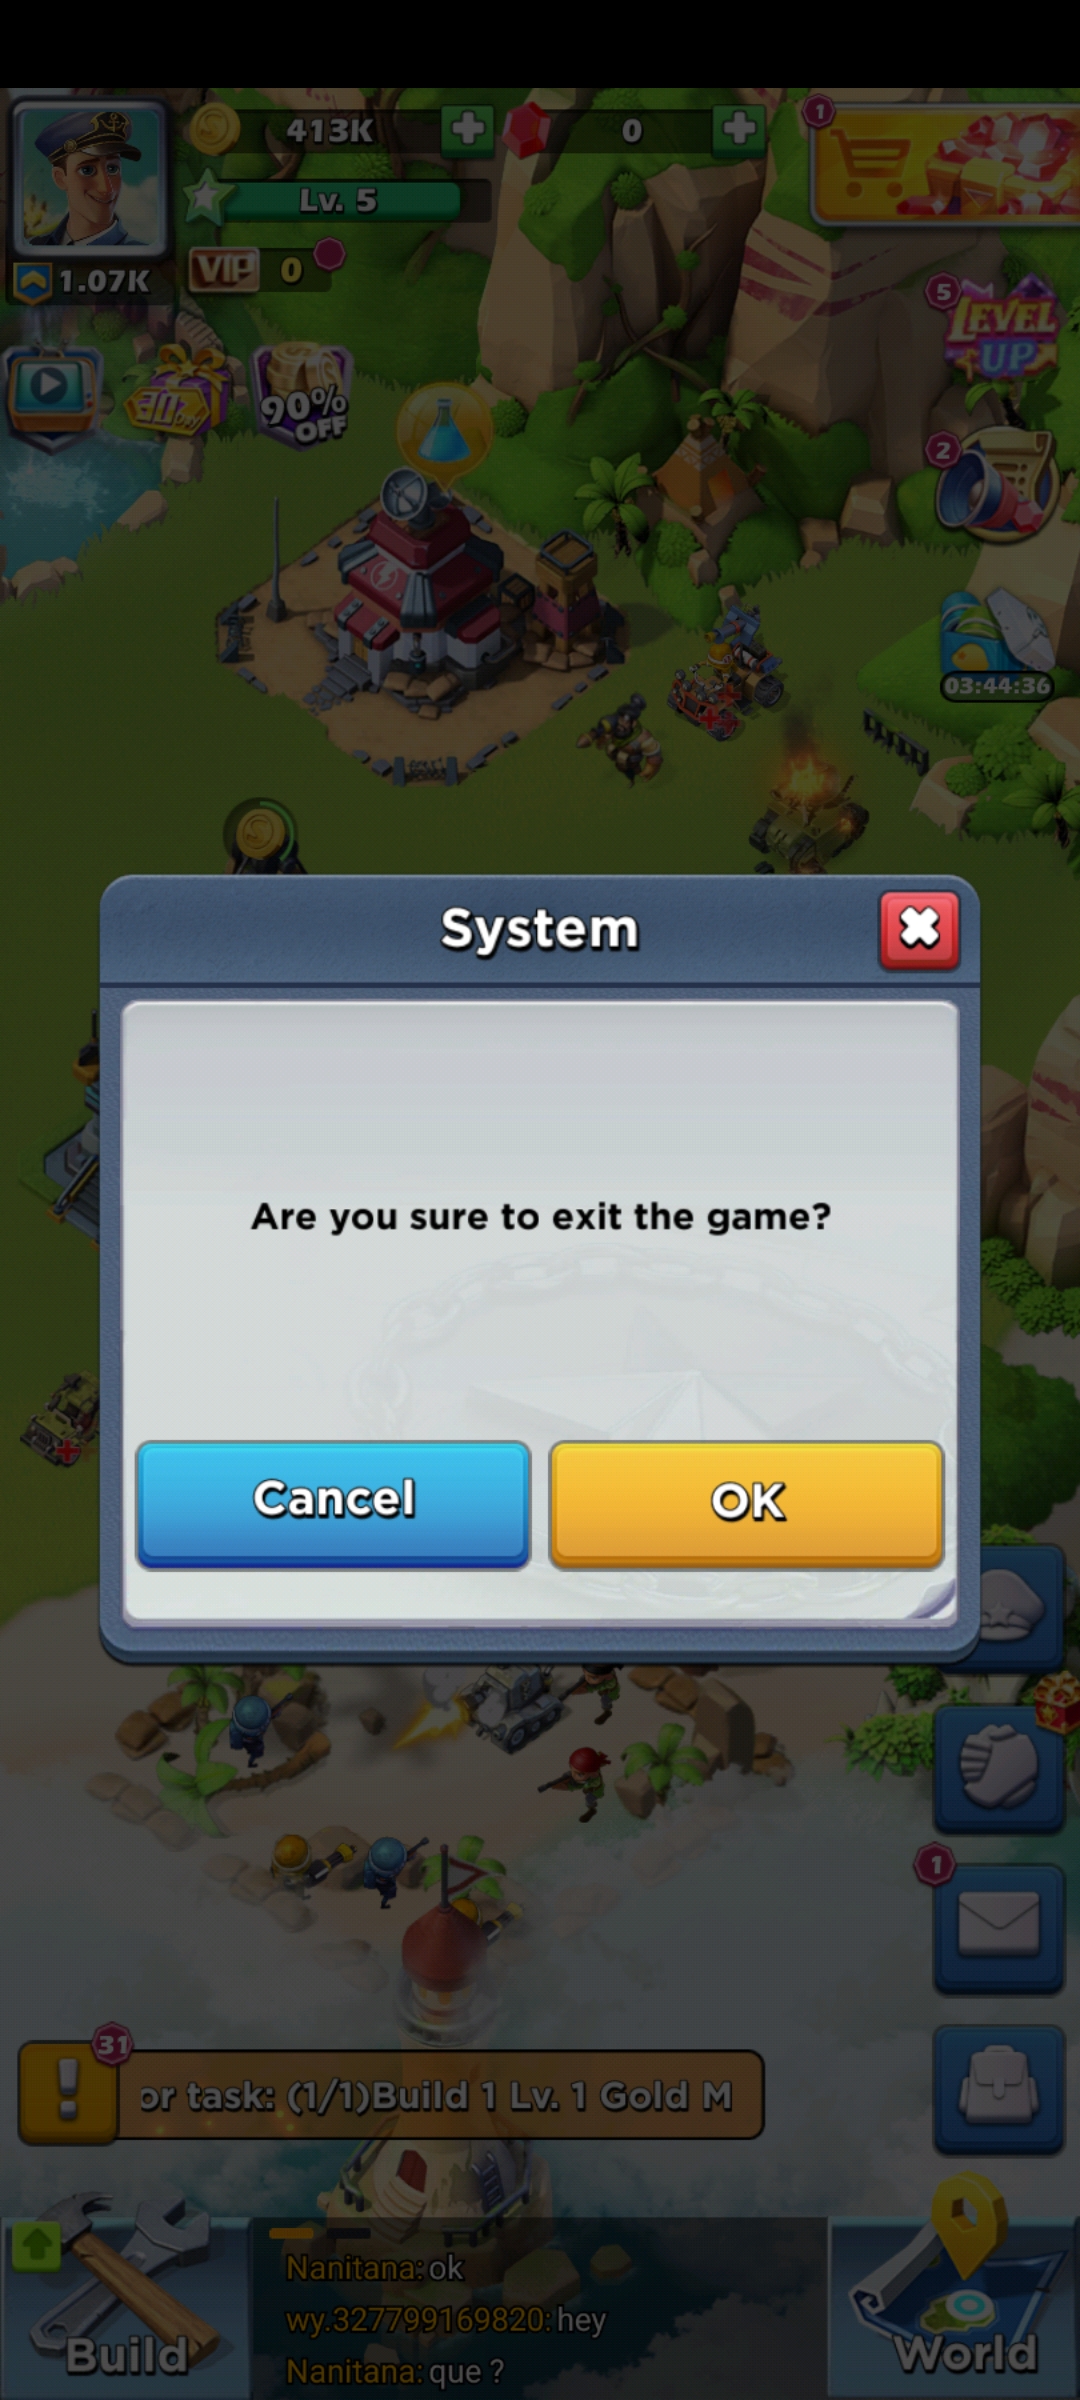 413K
0
1
Lv. 5
1.07K
VIP 0
5
LEVEL
UP
30
DAY
90%
OFF
2
03:44:36
System
Are you sure to exit the game?
Cancel
OK
1
31
or task: (1/1)Build 1 Lv. 1 Gold M
Nanitana: ok
wy.327799169820: hey
Nanitana: que ?
Build
World